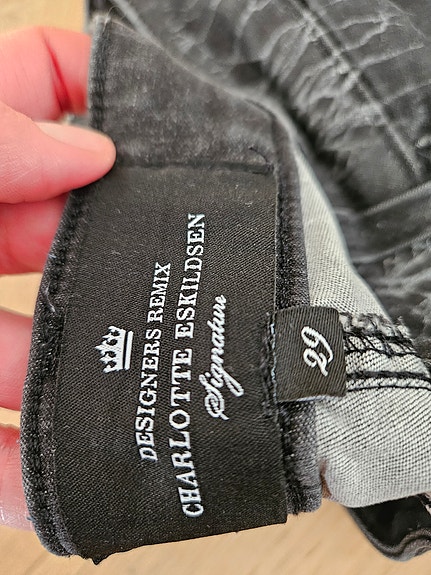 DESIGNERS REMIX
CHARLOTTE ESKILDSEN
Signature
29